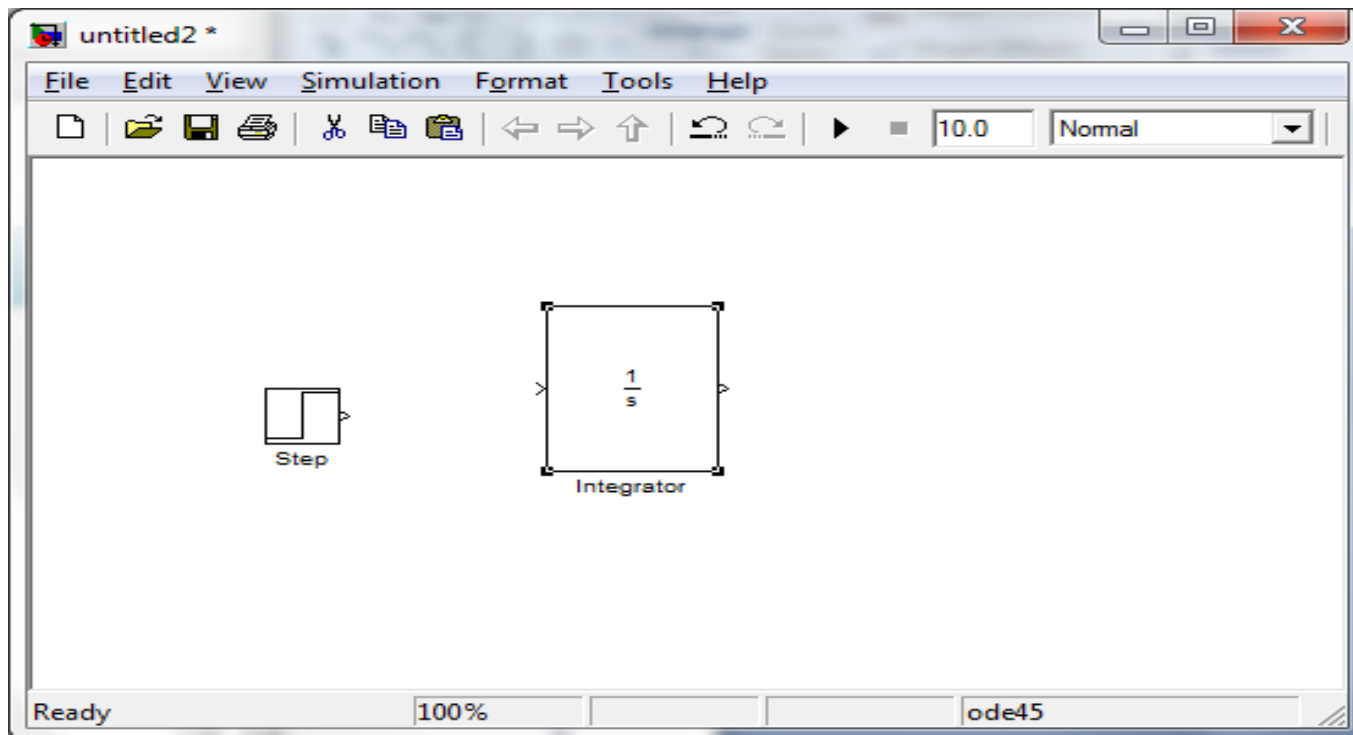 untitled2 *
File Edit View Simulation Format Tools Help
10.0 Normal
1
s
Step
Integrator
Ready 100% ode45